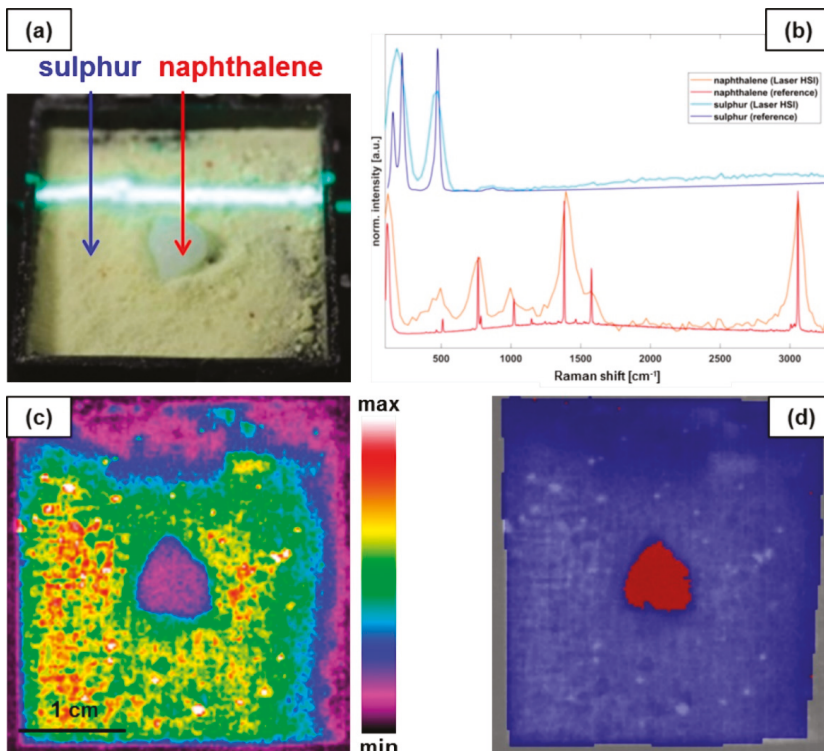 (a)
sulphur
naphthalene
(b)
norm. intensity [a.u.]
naphthalene (Laser HSI)
naphthalene (reference)
sulphur (Laser HSI)
sulphur (reference)
500
1000
1500
2000
2500
3000
Raman shift [cm⁻¹]
(c)
1 cm
max
min
(d)